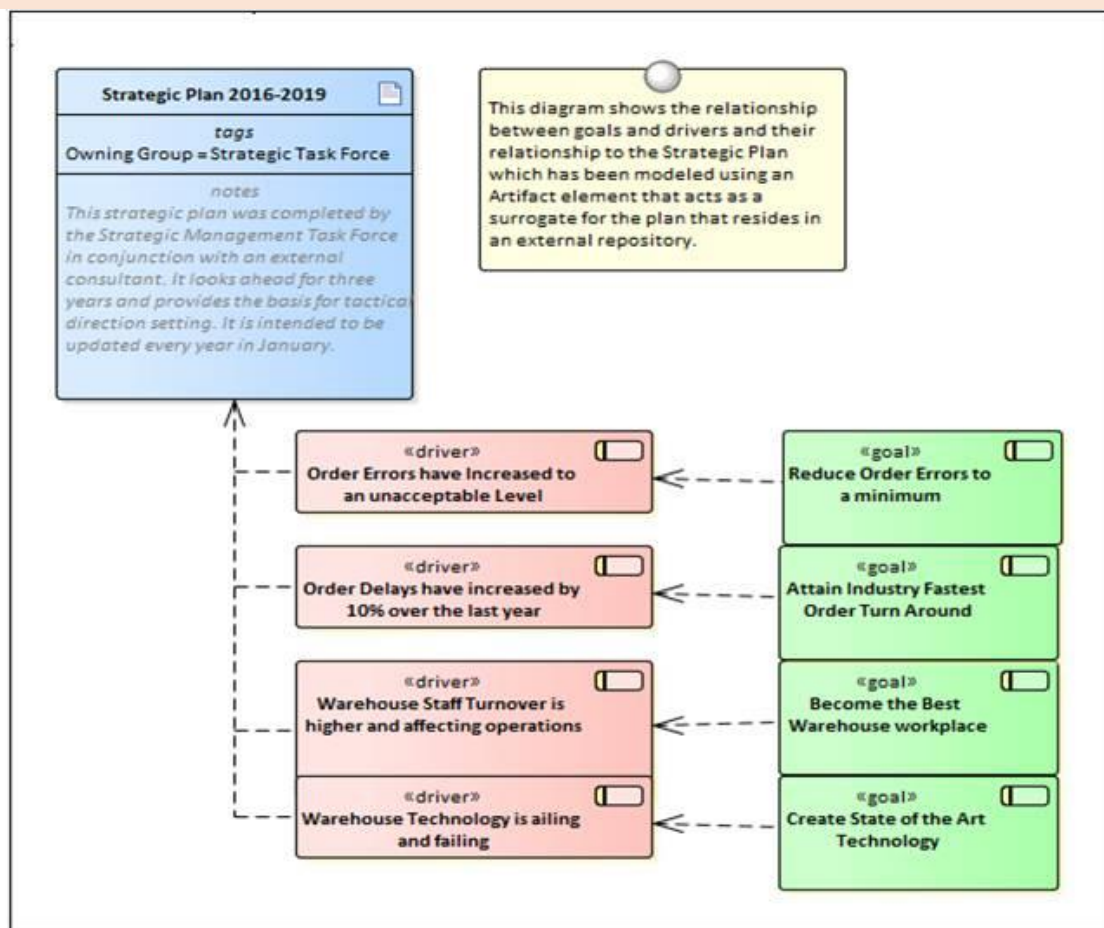 Strategic Plan 2016-2019
tags
Owning Group = Strategic Task Force
notes
This strategic plan was completed by
the Strategic Management Task Force
in conjunction with an external
consultant. It looks ahead for three
years and provides the basis for tactical
direction setting. It is intended to be
updated every year in January.
This diagram shows the relationship
between goals and drivers and their
relationship to the Strategic Plan
which has been modeled using an
Artifact element that acts as a
surrogate for the plan that resides in
an external repository.
«driver»
Order Errors have Increased to
an unacceptable Level
«goal»
Reduce Order Errors to
a minimum
«driver»
Order Delays have increased by
10% over the last year
«goal»
Attain Industry Fastest
Order Turn Around
«driver»
Warehouse Staff Turnover is
higher and affecting operations
«goal»
Become the Best
Warehouse workplace
«driver»
Warehouse Technology is ailing
and failing
«goal»
Create State of the Art
Technology